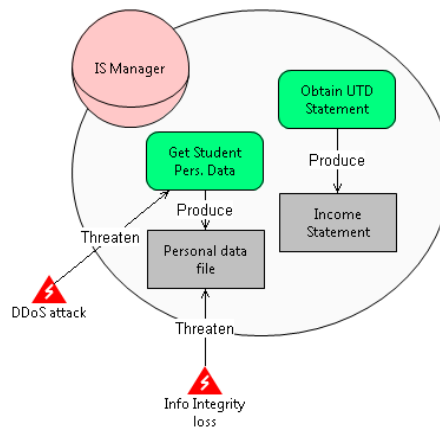 IS Manager
Obtain UTD
Statement
Get Student
Pers. Data
Produce
Produce
Income
Statement
Threaten
Personal data
file
DDoS attack
Threaten
Info Integrity
loss